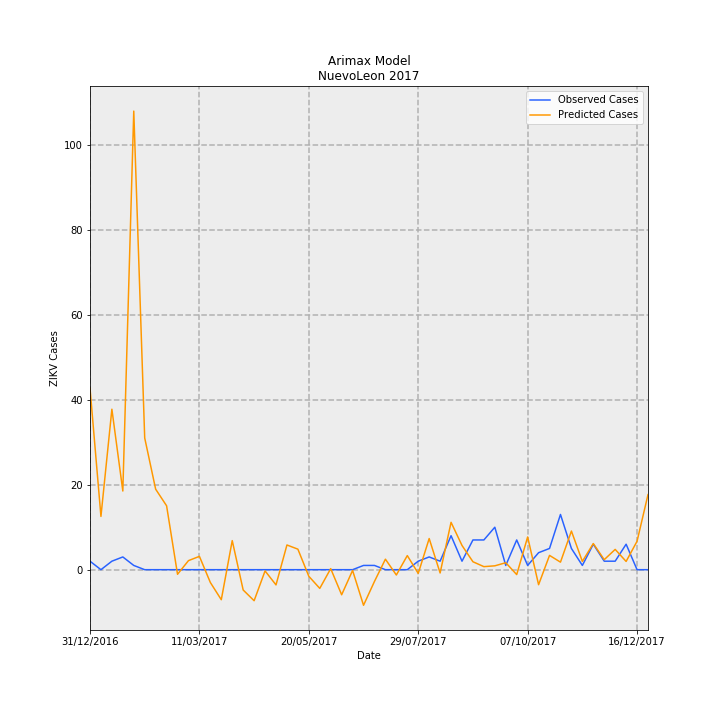 Arimax Model
NuevoLeon 2017
Observed Cases
Predicted Cases
ZIKV Cases
100
80
60
40
20
0
31/12/2016
11/03/2017
20/05/2017
29/07/2017
07/10/2017
16/12/2017
Date